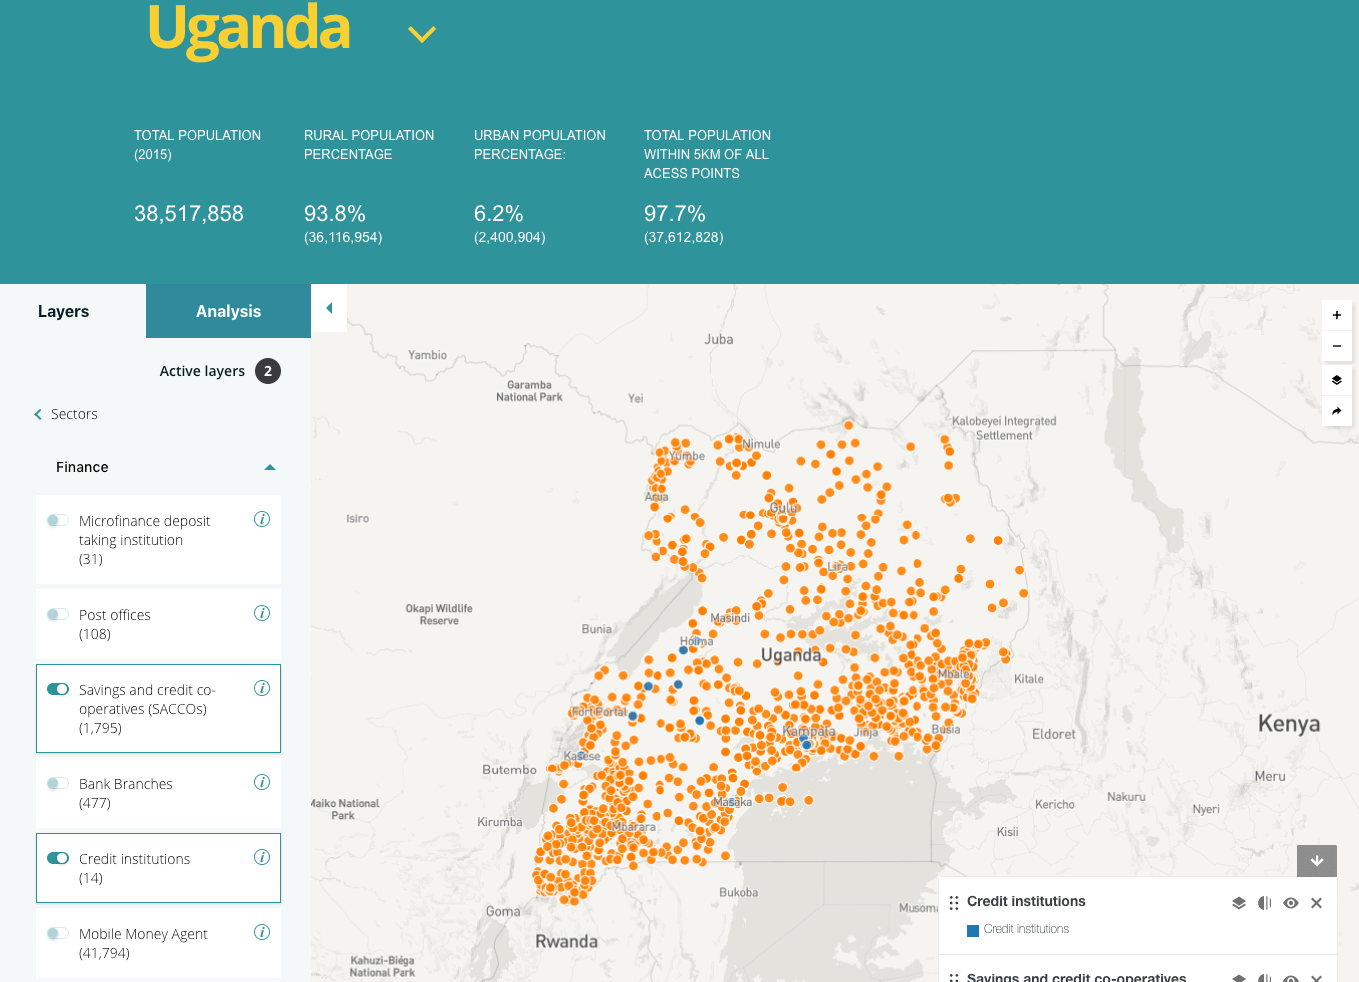 Uganda
TOTAL POPULATION
(2015)
38,517,858
RURAL POPULATION
PERCENTAGE
93.8%
(36,116,954)
URBAN POPULATION
PERCENTAGE:
6.2%
(2,400,904)
TOTAL POPULATION
WITHIN 5KM OF ALL
ACESS POINTS
97.7%
(37,612,828)
Layers
Analysis
Active layers 2
Sectors
Finance
Microfinance deposit
taking institution
(31)
Post offices
(108)
Savings and credit co-
operatives (SACCOs)
(1,795)
Bank Branches
(477)
Credit institutions
(14)
Mobile Money Agent
(41,794)
Juba
Yambio
Garamba
National Park
Yei
Kalobeyei Integrated
Settlement
Nimule
Yumbe
Arua
Gulu
Isiro
Lira
Okapi Wildlife
Reserve
Bunia
Masindi
Hoima
Uganda
Mbale
Kitale
Fort Portal
Kampala
Jinja
Busia
Eldoret
Kenya
Kasese
Butembo
Meru
Maiko National
Park
Masaka
Kericho
Nakuru
Nyeri
Kirumba
Mbarara
Kisii
Bukoba
Goma
Musoma
Rwanda
Kahuzi-Biéga
National Park
+
−
Credit institutions
Credit institutions
Savings and credit co-operatives